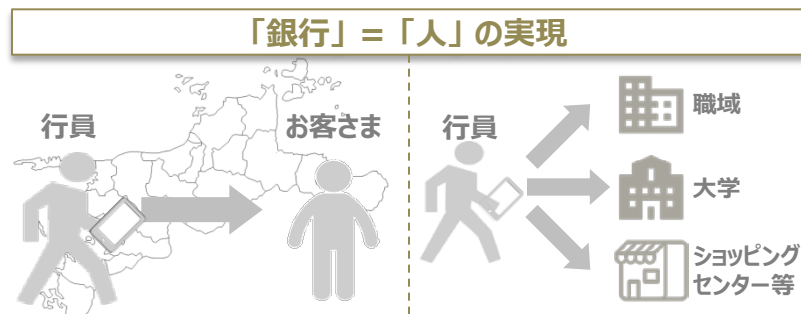 「銀行」=「人」の実現
行員
お客さま
行員
職域
大学
ショッピング
センター等